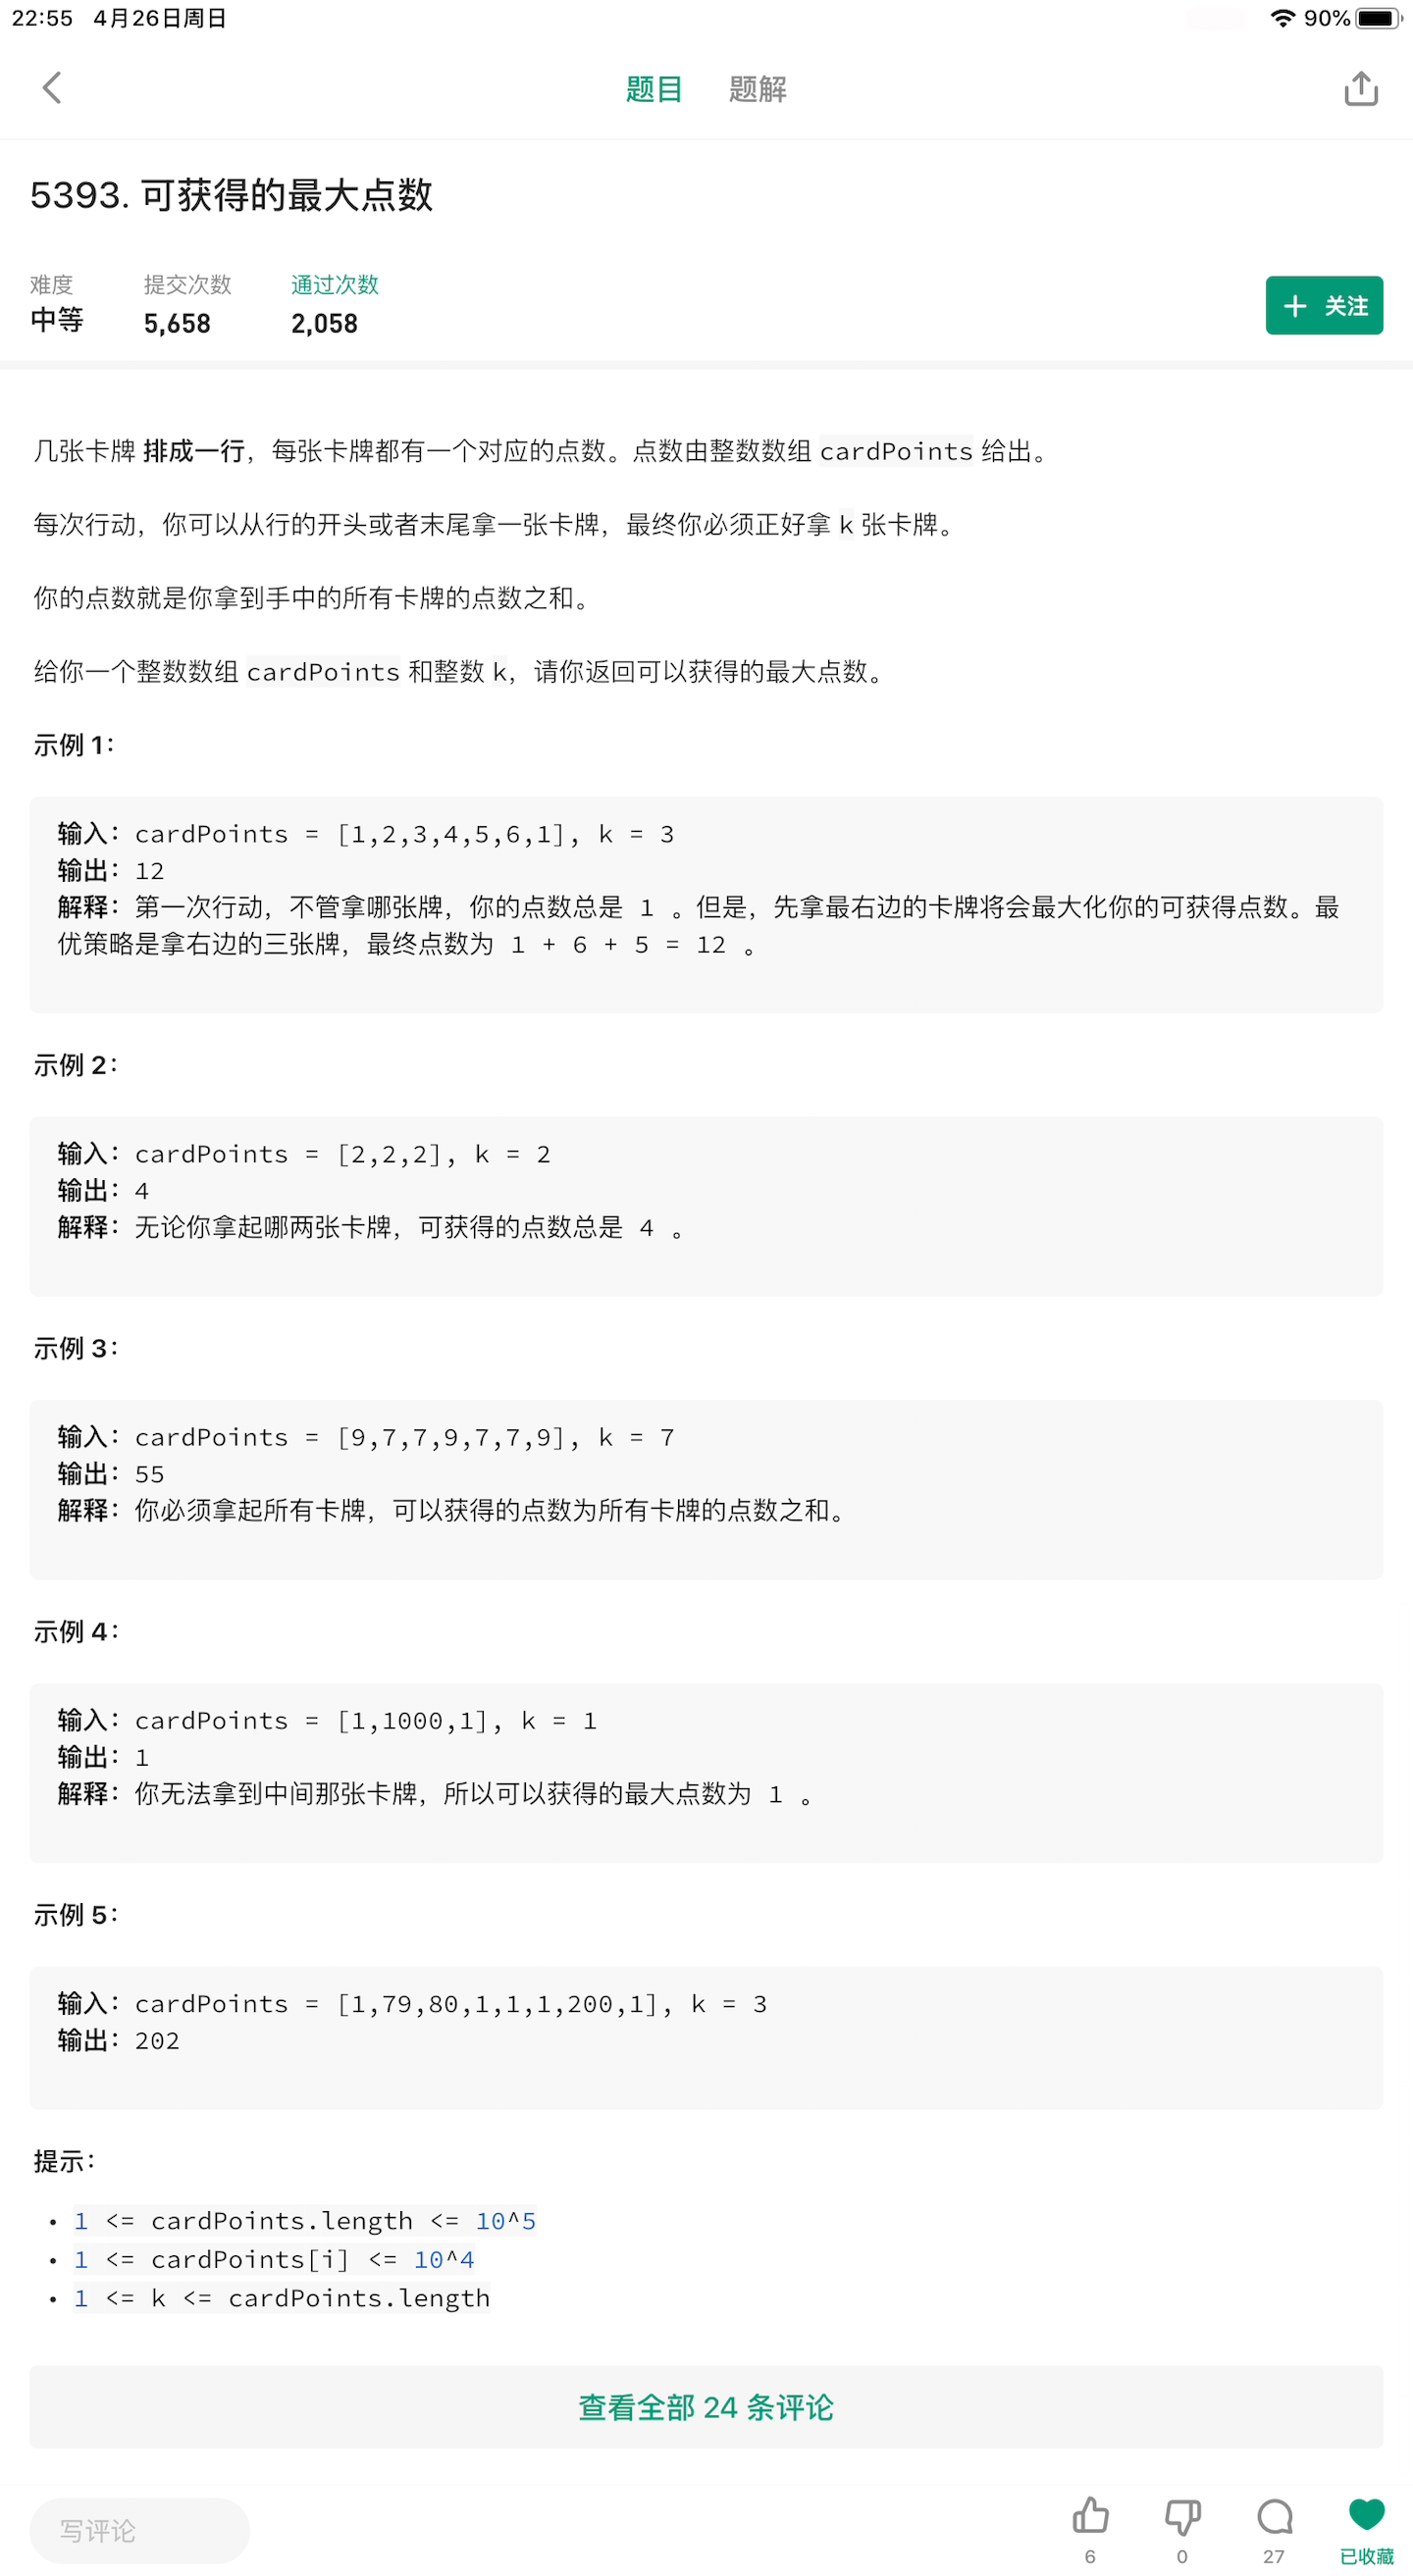 22:55 4月26日周日 90%
题目 题解
5393. 可获得的最大点数
难度 提交次数 通过次数
中等 5,658 2,058
+ 关注
几张卡牌 排成一行，每张卡牌都有一个对应的点数。点数由整数数组 cardPoints 给出。
每次行动，你可以从行的开头或者末尾拿一张卡牌，最终你必须正好拿 k 张卡牌。
你的点数就是你拿到手中的所有卡牌的点数之和。
给你一个整数数组 cardPoints 和整数 k，请你返回可以获得的最大点数。
示例 1：
输入：cardPoints = [1,2,3,4,5,6,1], k = 3
输出：12
解释：第一次行动，不管拿哪张牌，你的点数总是 1 。但是，先拿最右边的卡牌将会最大化你的可获得点数。最
优策略是拿右边的三张牌，最终点数为 1 + 6 + 5 = 12 。
示例 2：
输入：cardPoints = [2,2,2], k = 2
输出：4
解释：无论你拿起哪两张卡牌，可获得的点数总是 4 。
示例 3：
输入：cardPoints = [9,7,7,9,7,7,9], k = 7
输出：55
解释：你必须拿起所有卡牌，可以获得的点数为所有卡牌的点数之和。
示例 4：
输入：cardPoints = [1,1000,1], k = 1
输出：1
解释：你无法拿到中间那张卡牌，所以可以获得的最大点数为 1 。
示例 5：
输入：cardPoints = [1,79,80,1,1,1,200,1], k = 3
输出：202
提示：
• 1 <= cardPoints.length <= 10^5
• 1 <= cardPoints[i] <= 10^4
• 1 <= k <= cardPoints.length
查看全部 24 条评论
写评论
6 0 27 已收藏